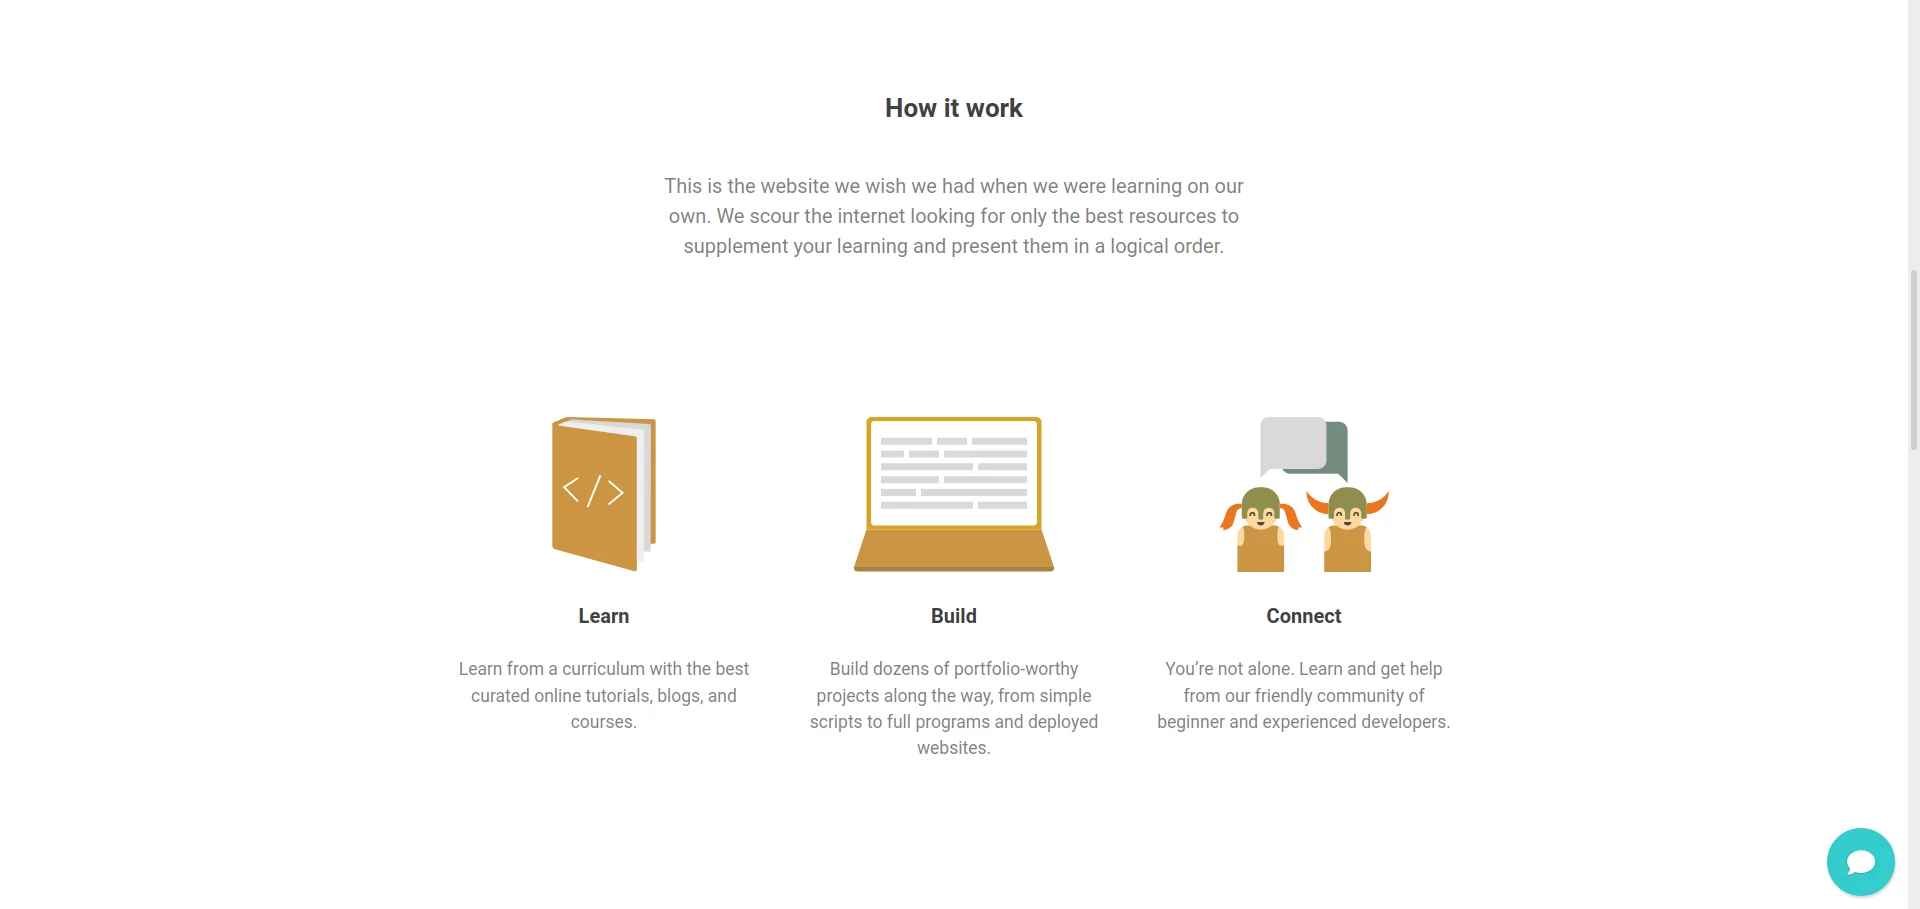 How it work
This is the website we wish we had when we were learning on our
own. We scour the internet looking for only the best resources to
supplement your learning and present them in a logical order.
</>
Learn
Learn from a curriculum with the best
curated online tutorials, blogs, and
courses.
Build
Build dozens of portfolio-worthy
projects along the way, from simple
scripts to full programs and deployed
websites.
Connect
You’re not alone. Learn and get help
from our friendly community of
beginner and experienced developers.